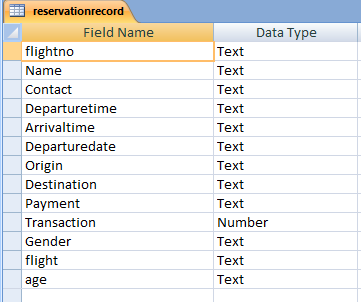 reservationrecord
Field Name Data Type
flightno Text
Name Text
Contact Text
Departuretime Text
Arrivaltime Text
Departuredate Text
Origin Text
Destination Text
Payment Text
Transaction Number
Gender Text
flight Text
age Text